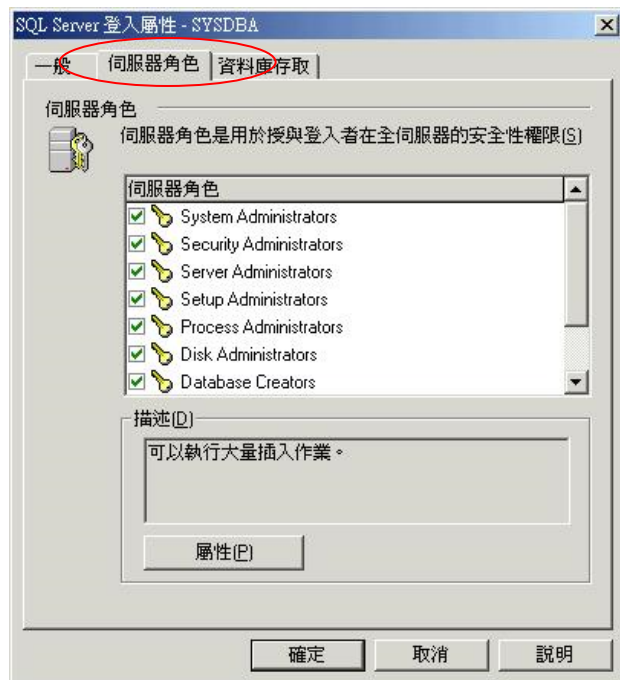 SQL Server 登入屬性 - SYSDBA
一般 伺服器角色 資料庫存取
伺服器角色
伺服器角色是用於授與登入者在全伺服器的安全性權限(S)
伺服器角色
System Administrators
Security Administrators
Server Administrators
Setup Administrators
Process Administrators
Disk Administrators
Database Creators
描述(D)
可以執行大量插入作業。
屬性(P)
確定 取消 說明